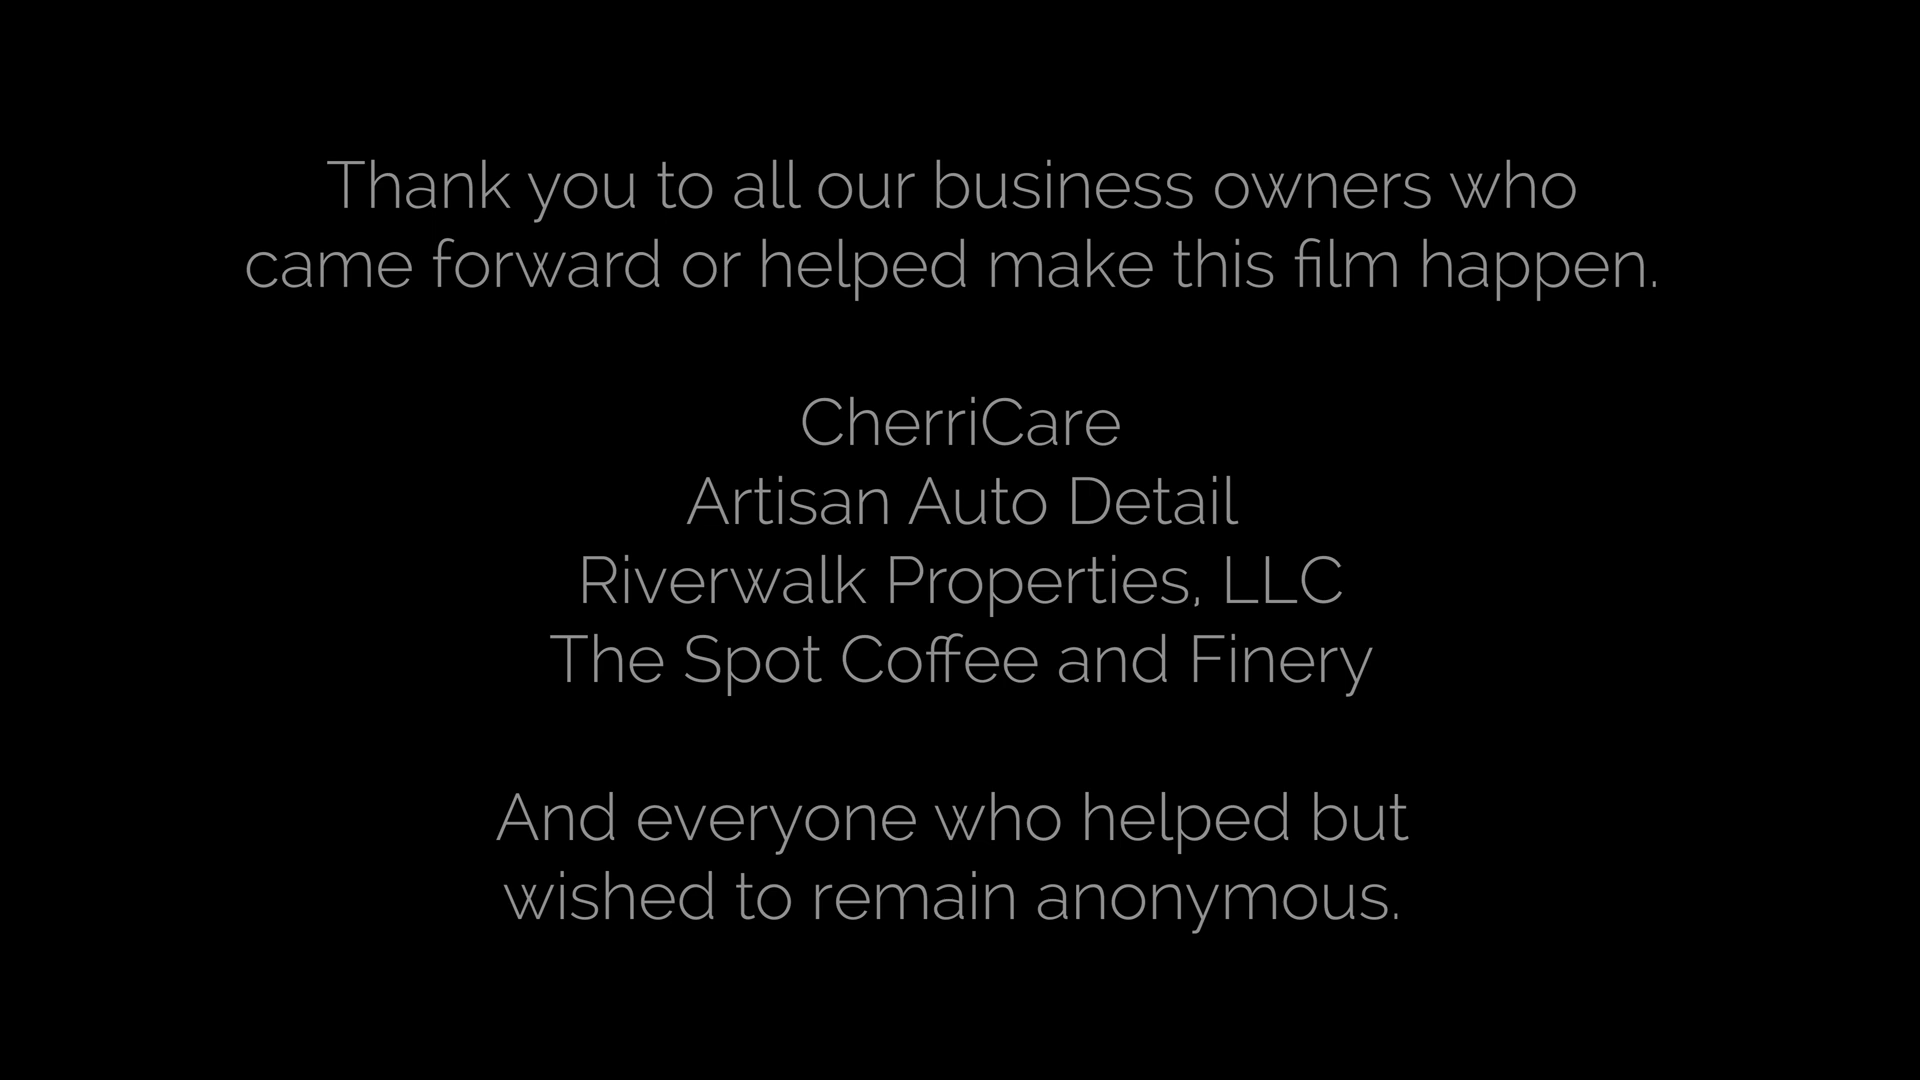 Thank you to all our business owners who
came forward or helped make this film happen.
CherriCare
Artisan Auto Detail
Riverwalk Properties, LLC
The Spot Coffee and Finery
And everyone who helped but
wished to remain anonymous.